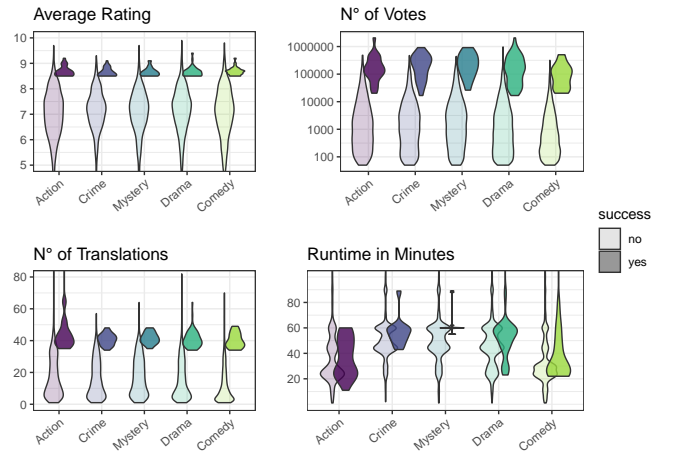 Average Rating
10
9
8
7
6
5
Action
Crime
Mystery
Drama
Comedy
N° of Votes
1000000
100000
10000
1000
100
Action
Crime
Mystery
Drama
Comedy
N° of Translations
80
60
40
20
0
Action
Crime
Mystery
Drama
Comedy
Runtime in Minutes
80
60
40
20
Action
Crime
Mystery
Drama
Comedy
success
no
yes